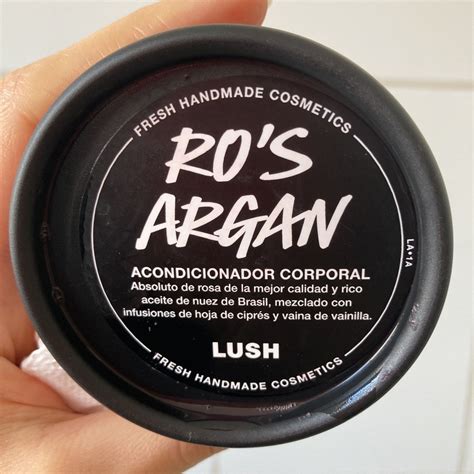 FRESH HANDMADE COSMETICS
RO'S
ARGAN
ACONDICIONADOR CORPORAL
Absoluto de rosa de la mejor calidad y rico
aceite de nuez de Brasil, mezclado con
infusiones de hoja de ciprés y vaina de vainilla.
LUSH
FRESH HANDMADE COSMETICS
LA•1A